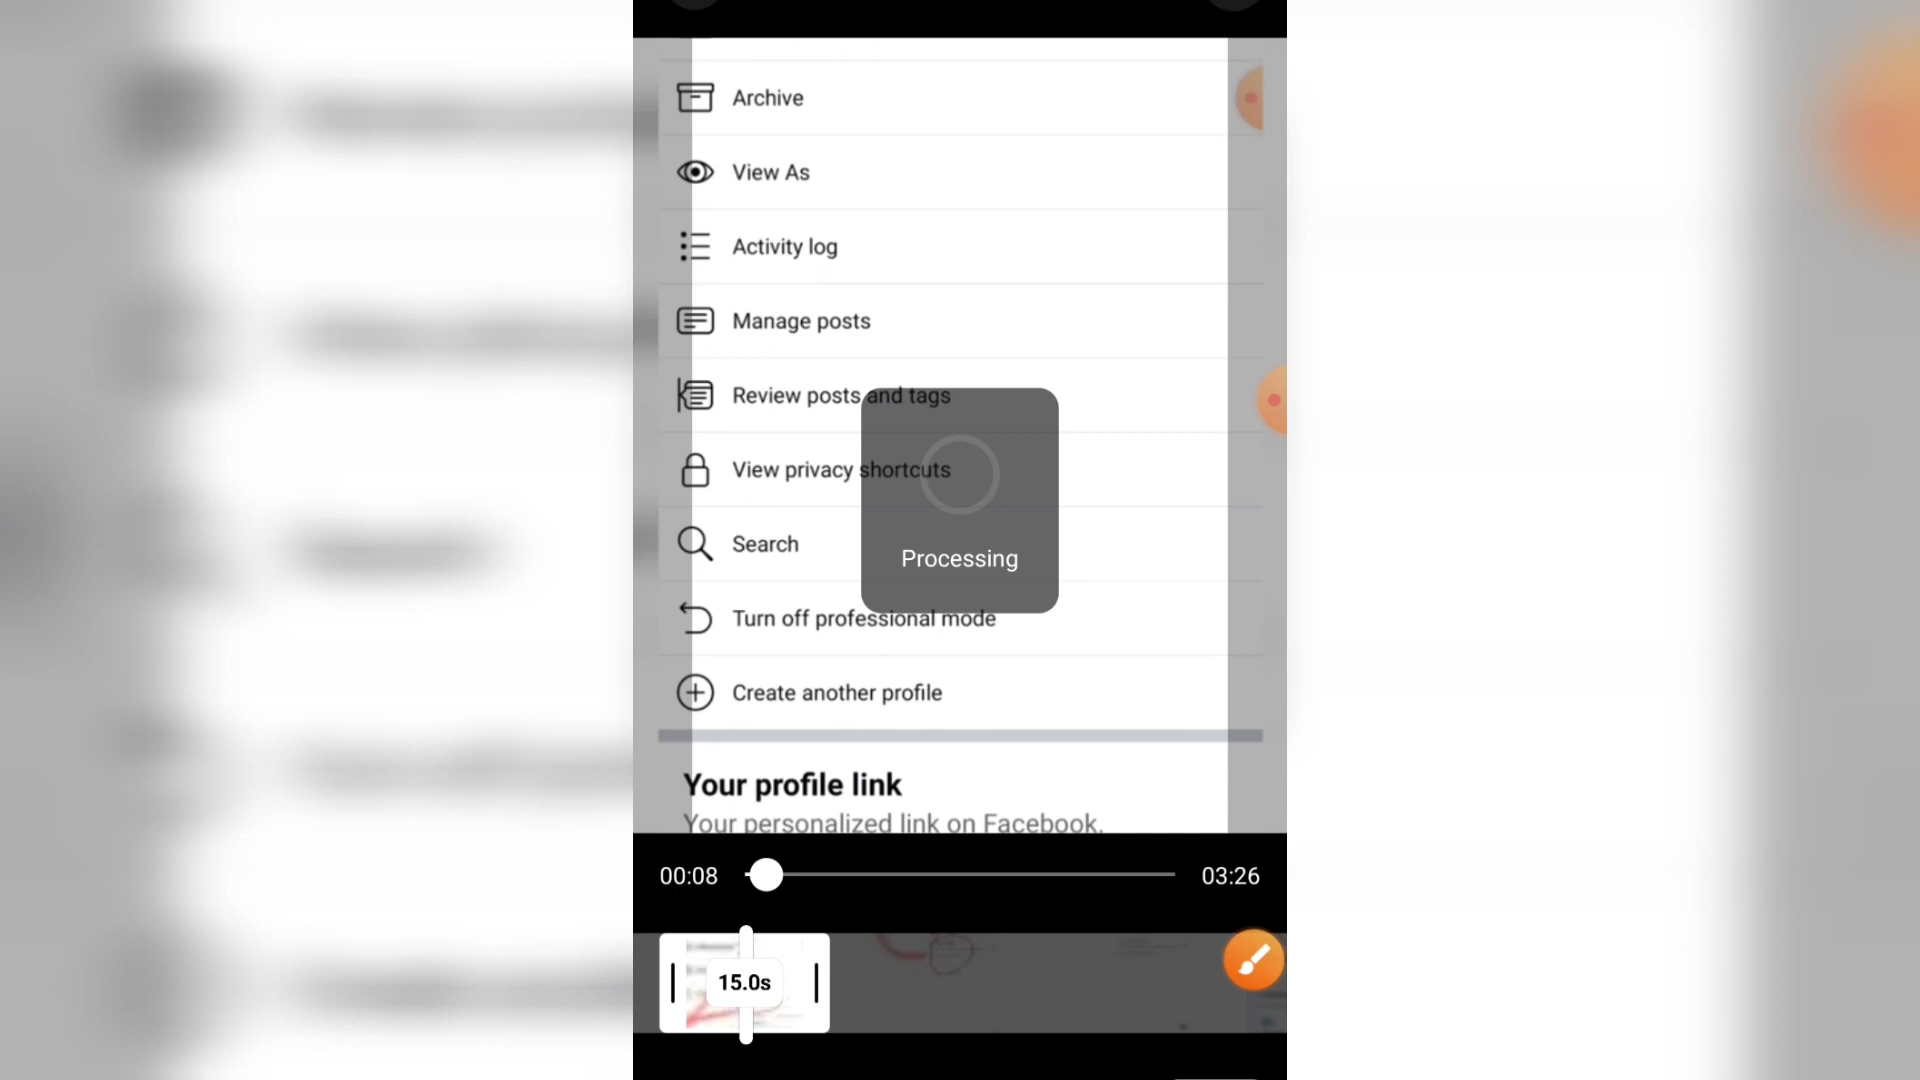 Archive
View As
Activity log
Manage posts
Review posts and tags
View privacy shortcuts
Search
Processing
Turn off professional mode
Create another profile
Your profile link
Your personalized link on Facebook.
00:08
03:26
15.0s